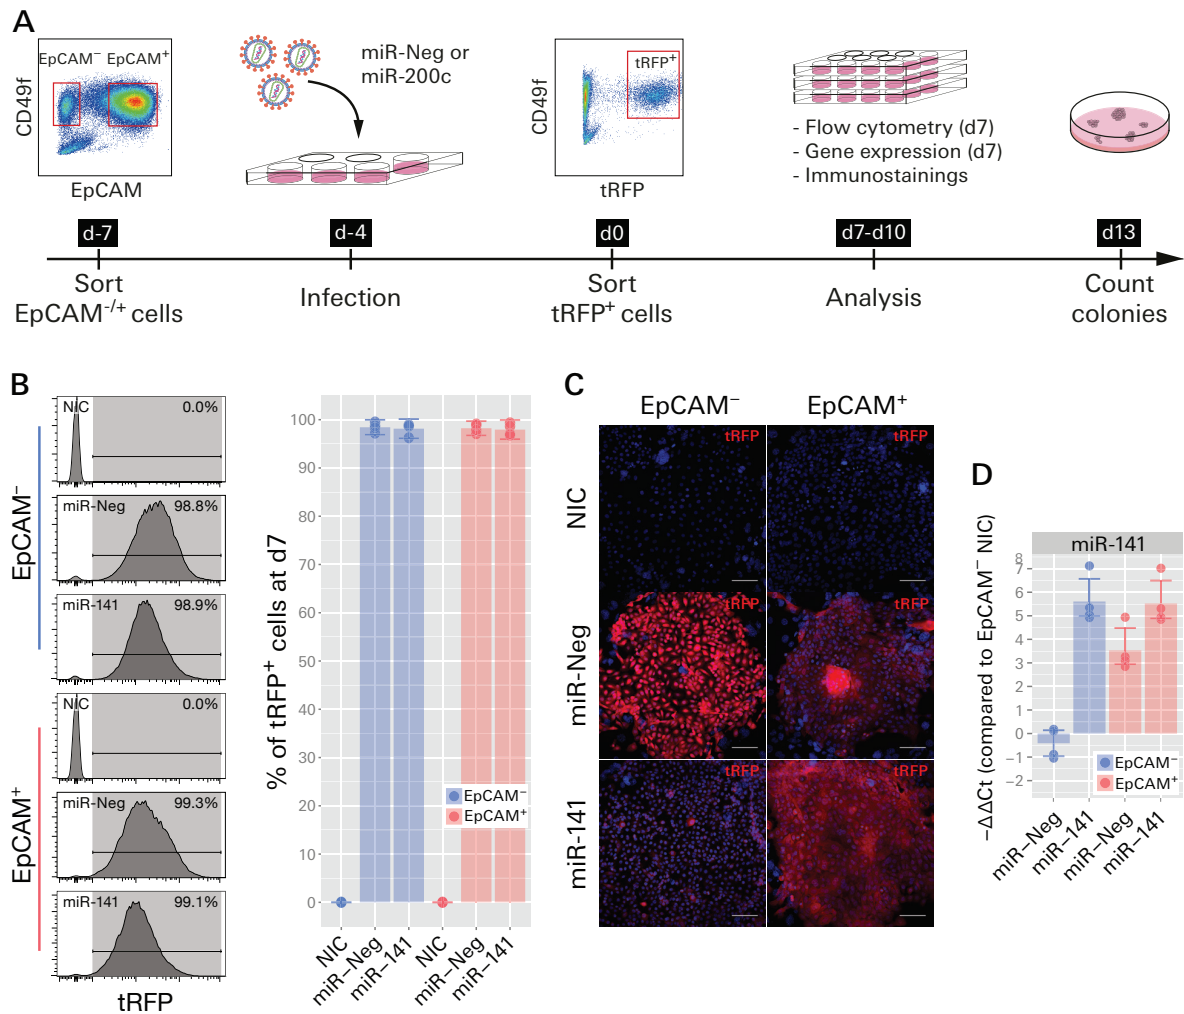 A
EpCAM⁻ EpCAM⁺
CD49f
EpCAM
miR-Neg or
miR-200c
CD49f
tRFP⁺
tRFP
- Flow cytometry (d7)
- Gene expression (d7)
- Immunostainings
d-7
d-4
d0
d7-d10
d13
Sort
EpCAM⁻/⁺ cells
Infection
Sort
tRFP⁺ cells
Analysis
Count
colonies
B
EpCAM⁻
NIC 0.0%
miR-Neg 98.8%
miR-141 98.9%
EpCAM⁺
NIC 0.0%
miR-Neg 99.3%
miR-141 99.1%
tRFP
% of tRFP⁺ cells at d7
100
90
80
70
60
50
40
30
20
10
0
EpCAM⁻
EpCAM⁺
NIC
miR−Neg
miR−141
NIC
miR−Neg
miR−141
C
EpCAM⁻ EpCAM⁺
NIC
tRFP tRFP
miR-Neg
tRFP tRFP
miR-141
tRFP tRFP
D
−ΔΔCt (compared to EpCAM⁻ NIC)
miR-141
8
7
6
5
4
3
2
1
0
−1
−2
EpCAM⁻
EpCAM⁺
miR−Neg
miR−141
miR−Neg
miR−141